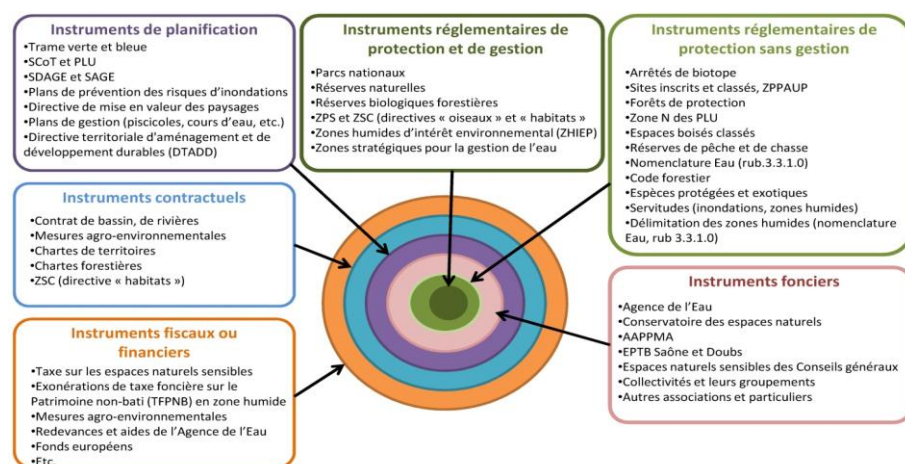 Instruments de planification
•Trame verte et bleue
•SCoT et PLU
•SDAGE et SAGE
•Plans de prévention des risques d'inondations
•Directive de mise en valeur des paysages
•Plans de gestion (piscicoles, cours d'eau, etc.)
•Directive territoriale d'aménagement et de
développement durables (DTADD)
Instruments réglementaires de
protection et de gestion
•Parcs nationaux
•Réserves naturelles
•Réserves biologiques forestières
•ZPS et ZSC (directives « oiseaux » et « habitats »
•Zones humides d'intérêt environnemental (ZHIEP)
•Zones stratégiques pour la gestion de l'eau
Instruments réglementaires de
protection sans gestion
•Arrêtés de biotope
•Sites inscrits et classés, ZPPAUP
•Forêts de protection
•Zone N des PLU
•Espaces boisés classés
•Réserves de pêche et de chasse
•Nomenclature Eau (rub.3.3.1.0)
•Code forestier
•Espèces protégées et exotiques
•Servitudes (inondations, zones humides)
•Délimitation des zones humides (nomenclature
Eau, rub 3.3.1.0)
Instruments contractuels
•Contrat de bassin, de rivières
•Mesures agro-environnementales
•Chartes de territoires
•Chartes forestières
•ZSC (directive « habitats »)
Instruments fonciers
•Agence de l'Eau
•Conservatoire des espaces naturels
•AAPPMA
•EPTB Saône et Doubs
•Espaces naturels sensibles des Conseils généraux
•Collectivités et leurs groupements
•Autres associations et particuliers
Instruments fiscaux ou
financiers
•Taxe sur les espaces naturels sensibles
•Exonérations de taxe foncière sur le
Patrimoine non-bati (TFPNB) en zone humide
•Mesures agro-environnementales
•Redevances et aides de l'Agence de l'Eau
•Fonds européens
•Etc.